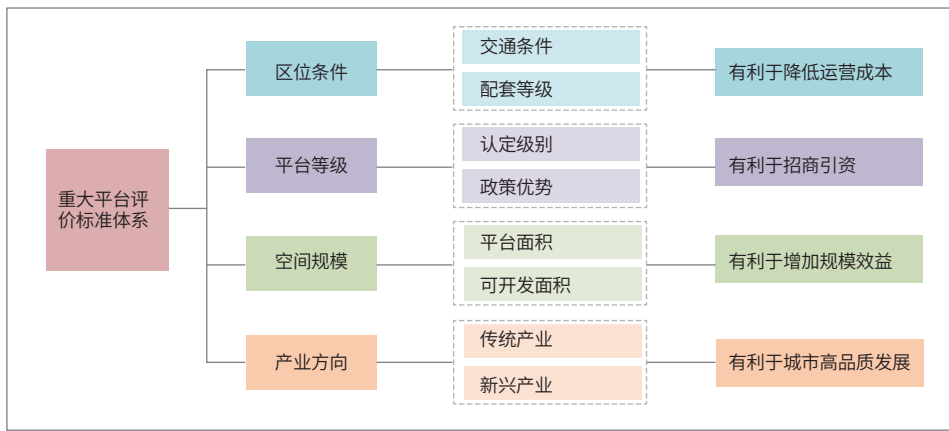 重大平台评
价标准体系
区位条件
交通条件
配套等级
有利于降低运营成本
平台等级
认定级别
政策优势
有利于招商引资
空间规模
平台面积
可开发面积
有利于增加规模效益
产业方向
传统产业
新兴产业
有利于城市高品质发展